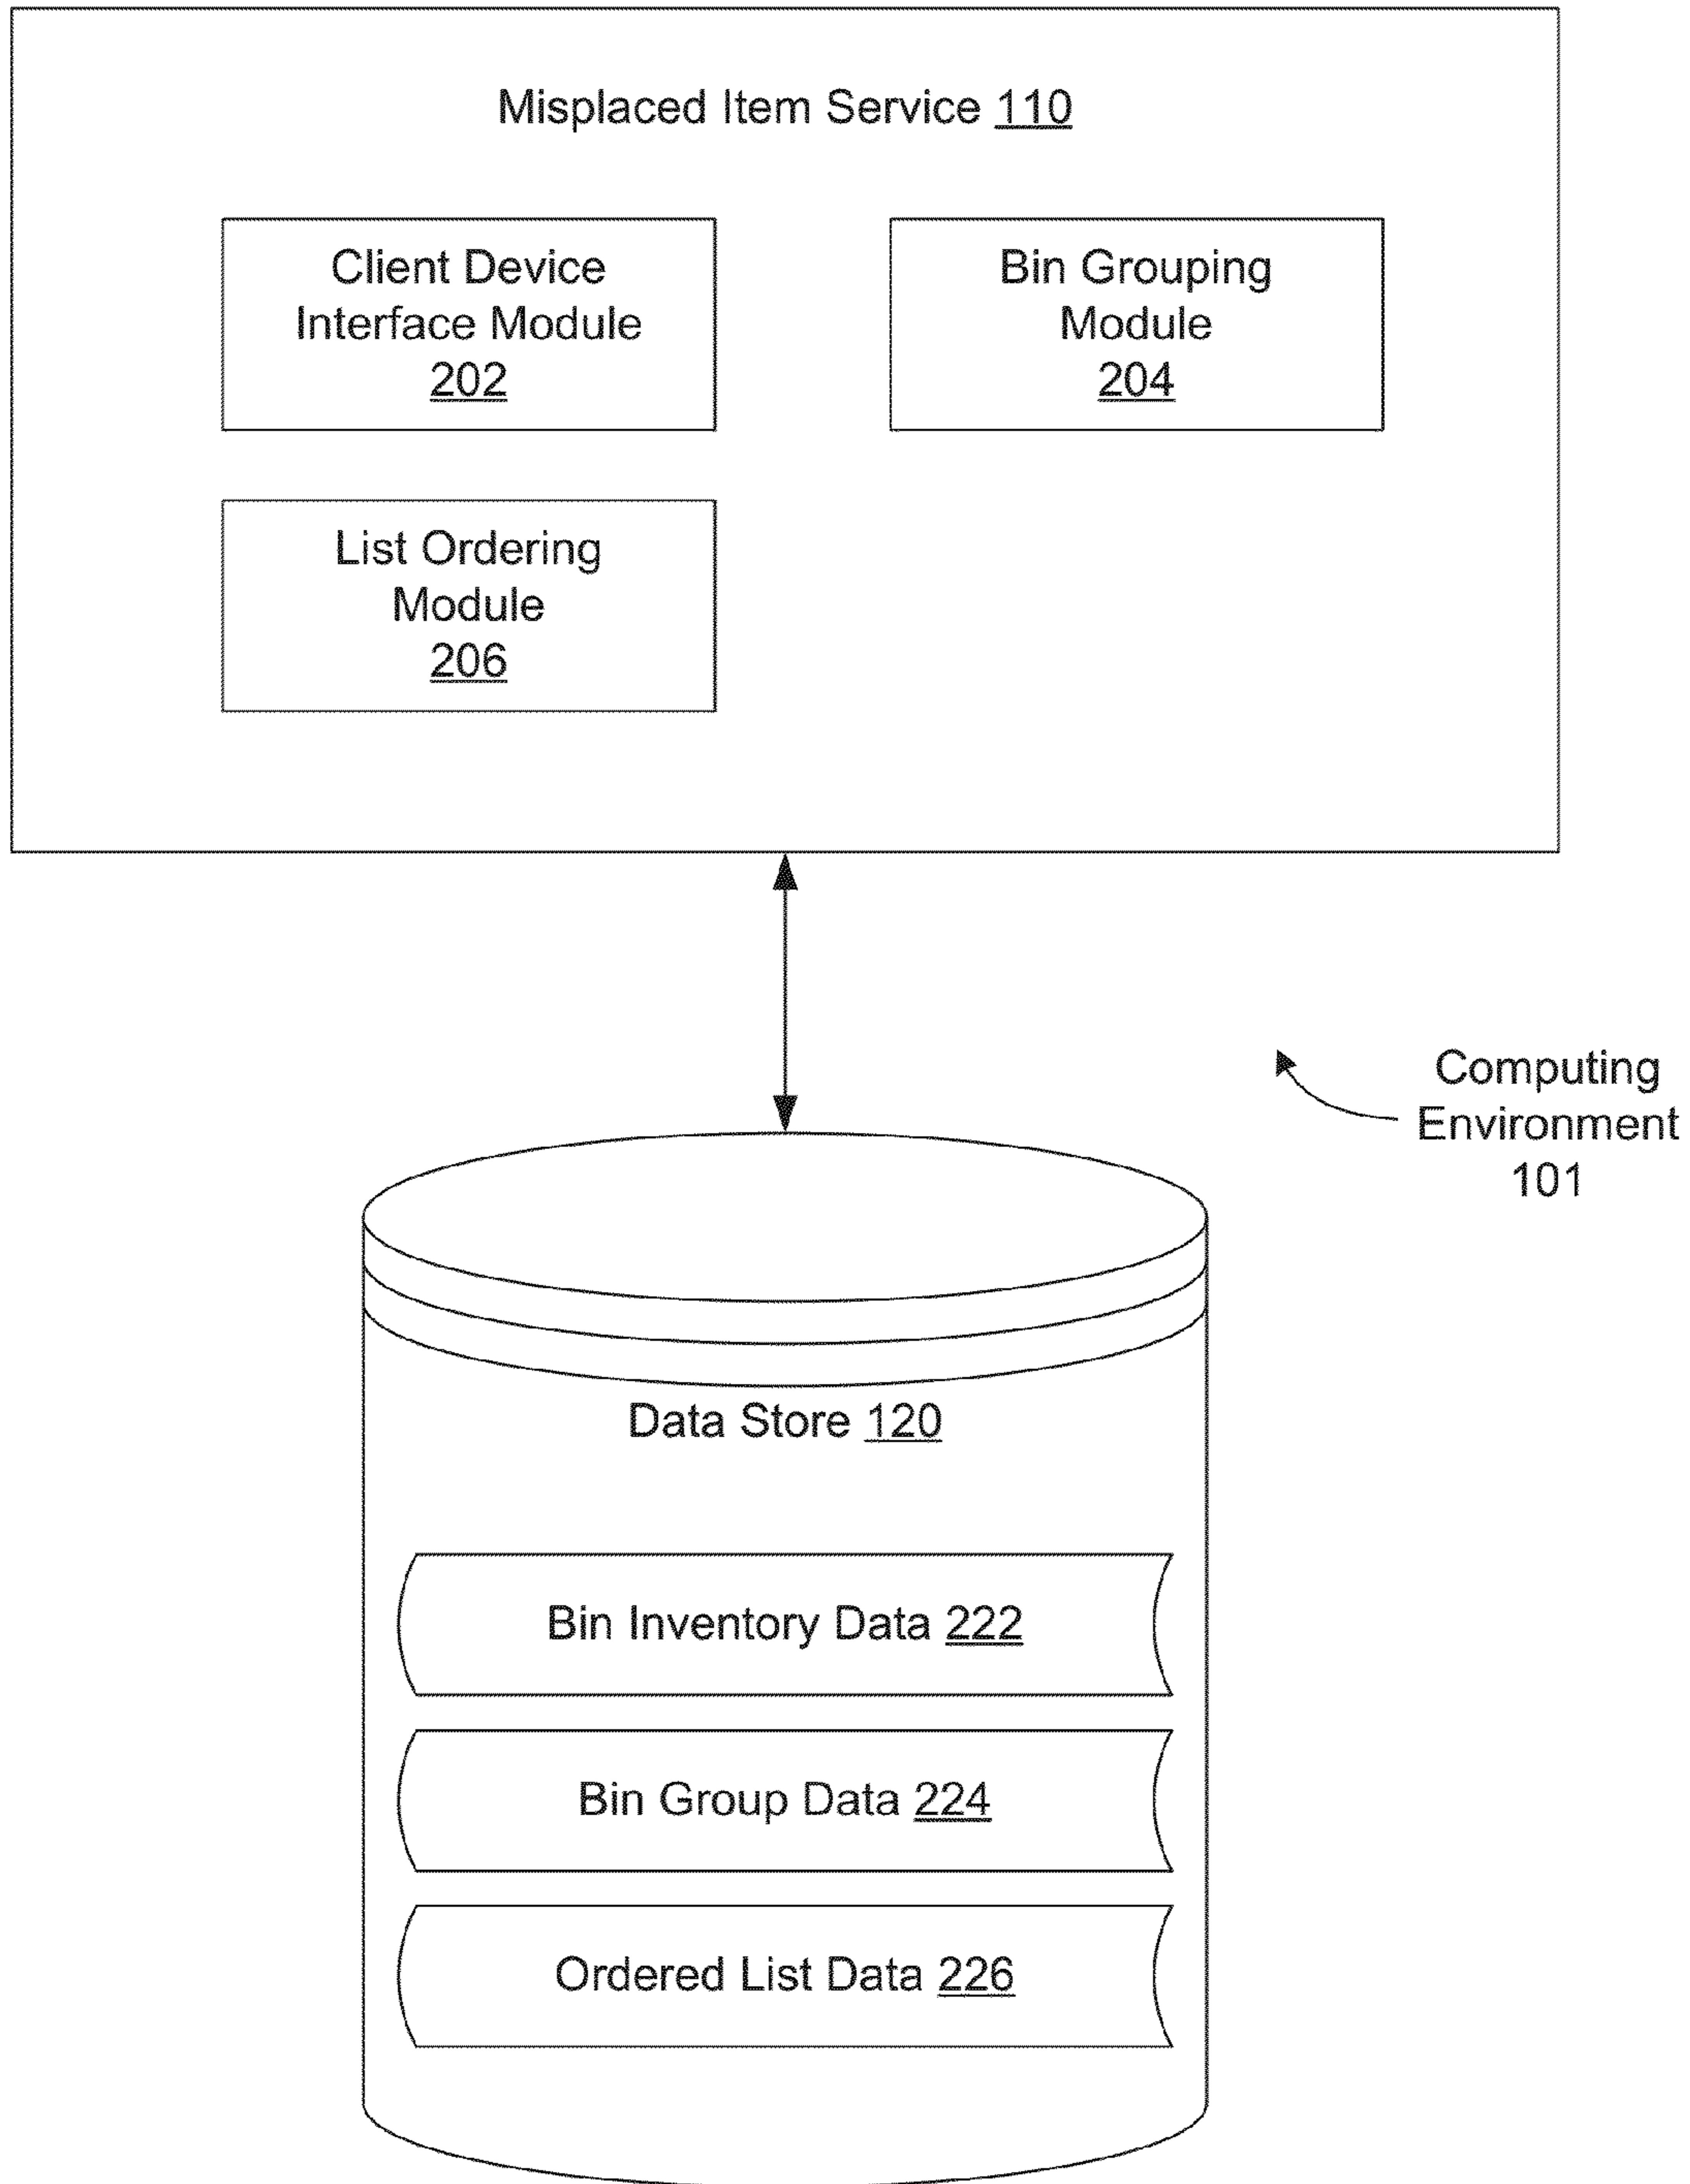 Misplaced Item Service 110
Client Device
Interface Module
202
Bin Grouping
Module
204
List Ordering
Module
206
Computing
Environment
101
Data Store 120
Bin Inventory Data 222
Bin Group Data 224
Ordered List Data 226